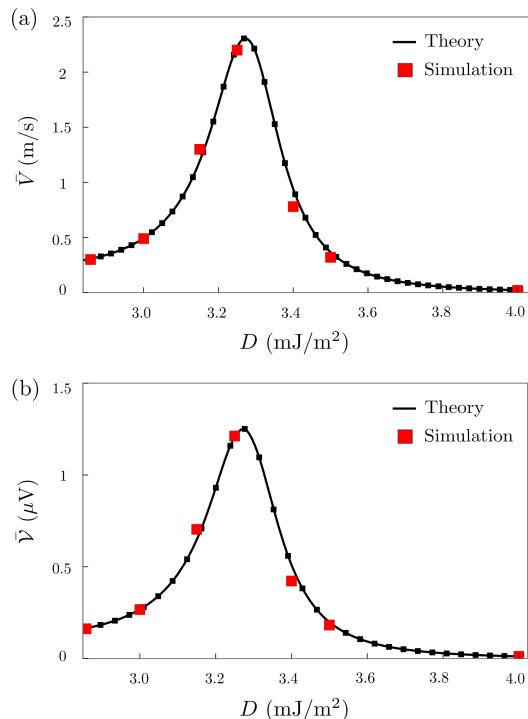 (a)
2.5
2
1.5
1
0.5
0
V̄ (m/s)
Theory
Simulation
3.0 3.2 3.4 3.6 3.8 4.0
D (mJ/m²)
(b)
1.5
1
0.5
0
𝒱̄ (μV)
Theory
Simulation
3.0 3.2 3.4 3.6 3.8 4.0
D (mJ/m²)